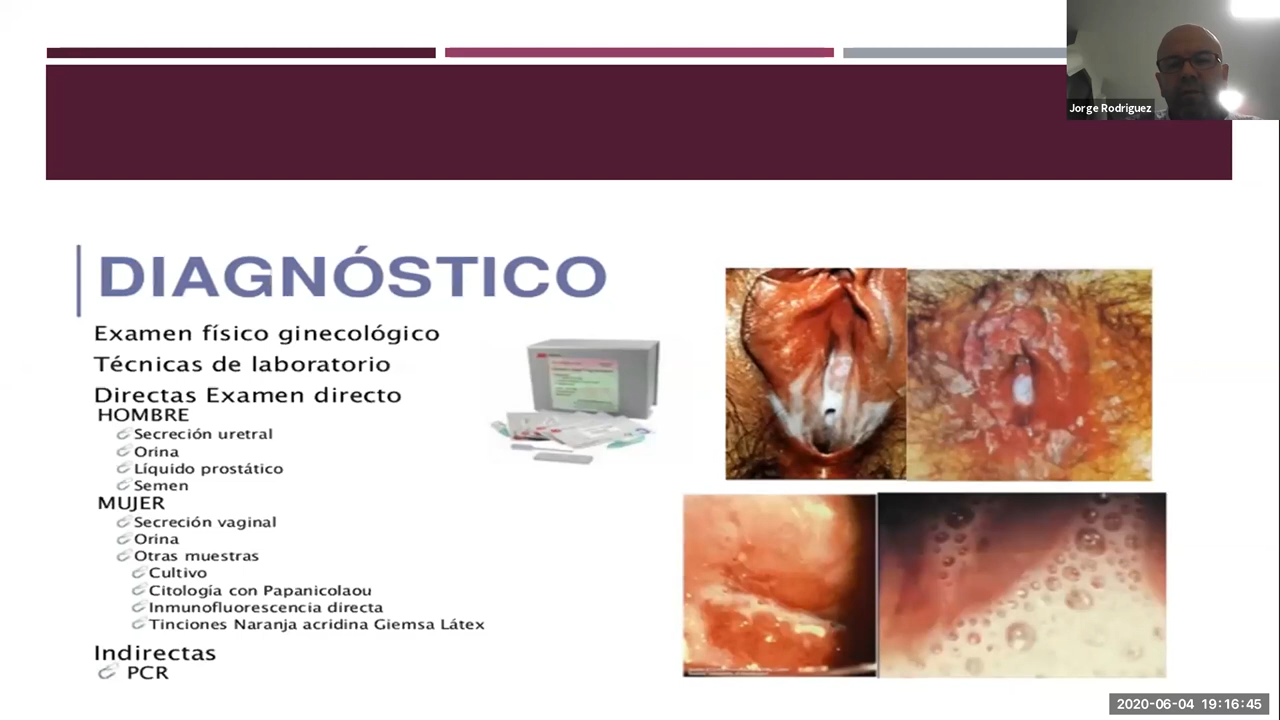 Jorge Rodriguez
DIAGNÓSTICO
Examen físico ginecológico
Técnicas de laboratorio
Directas Examen directo
HOMBRE
Secreción uretral
Orina
Líquido prostático
Semen
MUJER
Secreción vaginal
Orina
Otras muestras
Cultivo
Citología con Papanicolaou
Inmunofluorescencia directa
Tinciones Naranja acridina Giemsa Látex
Indirectas
PCR
2020-06-04 19:16:45